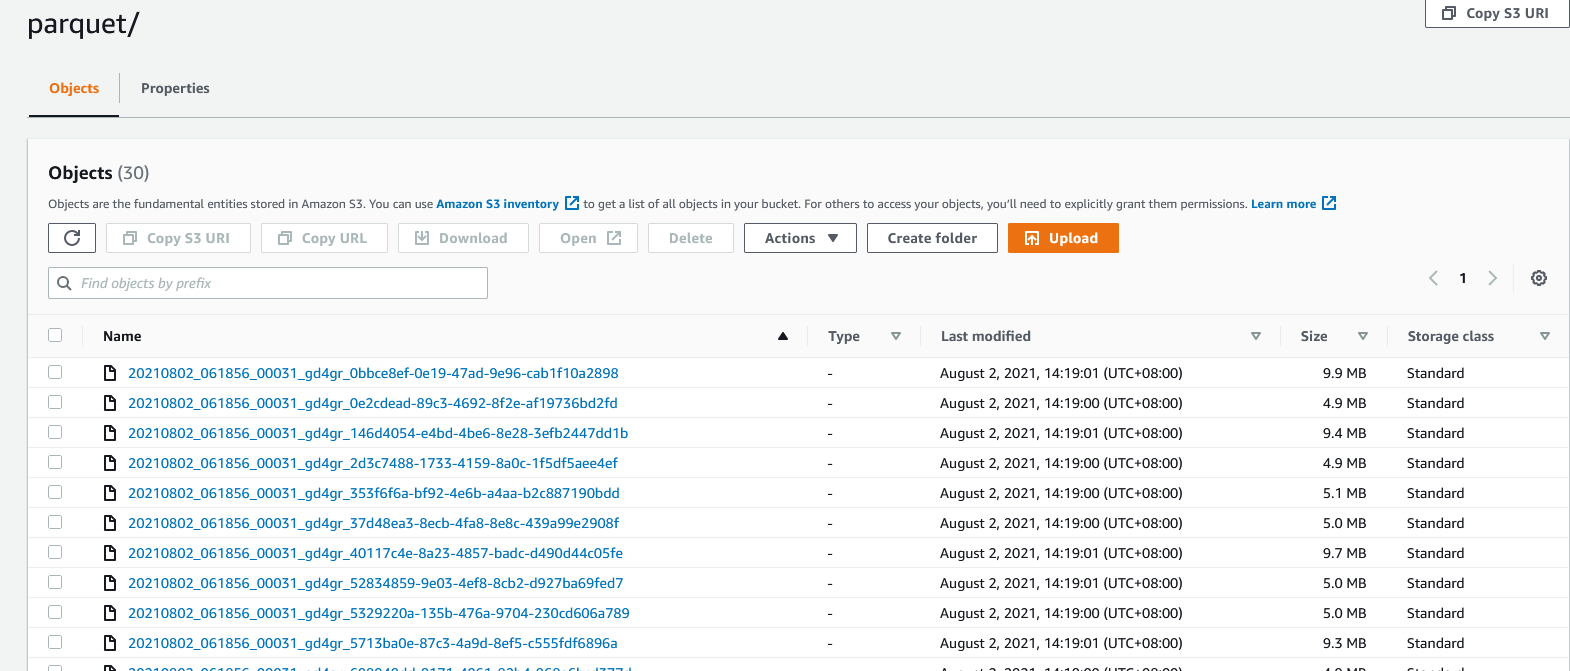 parquet/
Copy S3 URI
Objects Properties
Objects (30)
Objects are the fundamental entities stored in Amazon S3. You can use Amazon S3 inventory to get a list of all objects in your bucket. For others to access your objects, you'll need to explicitly grant them permissions. Learn more
Copy S3 URI Copy URL Download Open Delete Actions Create folder Upload
Find objects by prefix
1
Name Type Last modified Size Storage class
20210802_061856_00031_gd4gr_0bbce8ef-0e19-47ad-9e96-cab1f10a2898 - August 2, 2021, 14:19:01 (UTC+08:00) 9.9 MB Standard
20210802_061856_00031_gd4gr_0e2cdead-89c3-4692-8f2e-af19736bd2fd - August 2, 2021, 14:19:00 (UTC+08:00) 4.9 MB Standard
20210802_061856_00031_gd4gr_146d4054-e4bd-4be6-8e28-3efb2447dd1b - August 2, 2021, 14:19:01 (UTC+08:00) 9.4 MB Standard
20210802_061856_00031_gd4gr_2d3c7488-1733-4159-8a0c-1f5df5aee4ef - August 2, 2021, 14:19:00 (UTC+08:00) 4.9 MB Standard
20210802_061856_00031_gd4gr_353f6f6a-bf92-4e6b-a4aa-b2c887190bdd - August 2, 2021, 14:19:00 (UTC+08:00) 5.1 MB Standard
20210802_061856_00031_gd4gr_37d48ea3-8ecb-4fa8-8e8c-439a99e2908f - August 2, 2021, 14:19:00 (UTC+08:00) 5.0 MB Standard
20210802_061856_00031_gd4gr_40117c4e-8a23-4857-badc-d490d44c05fe - August 2, 2021, 14:19:01 (UTC+08:00) 9.7 MB Standard
20210802_061856_00031_gd4gr_52834859-9e03-4ef8-8cb2-d927ba69fed7 - August 2, 2021, 14:19:01 (UTC+08:00) 5.0 MB Standard
20210802_061856_00031_gd4gr_5329220a-135b-476a-9704-230cd606a789 - August 2, 2021, 14:19:00 (UTC+08:00) 5.0 MB Standard
20210802_061856_00031_gd4gr_5713ba0e-87c3-4a9d-8ef5-c555fdf6896a - August 2, 2021, 14:19:01 (UTC+08:00) 9.3 MB Standard